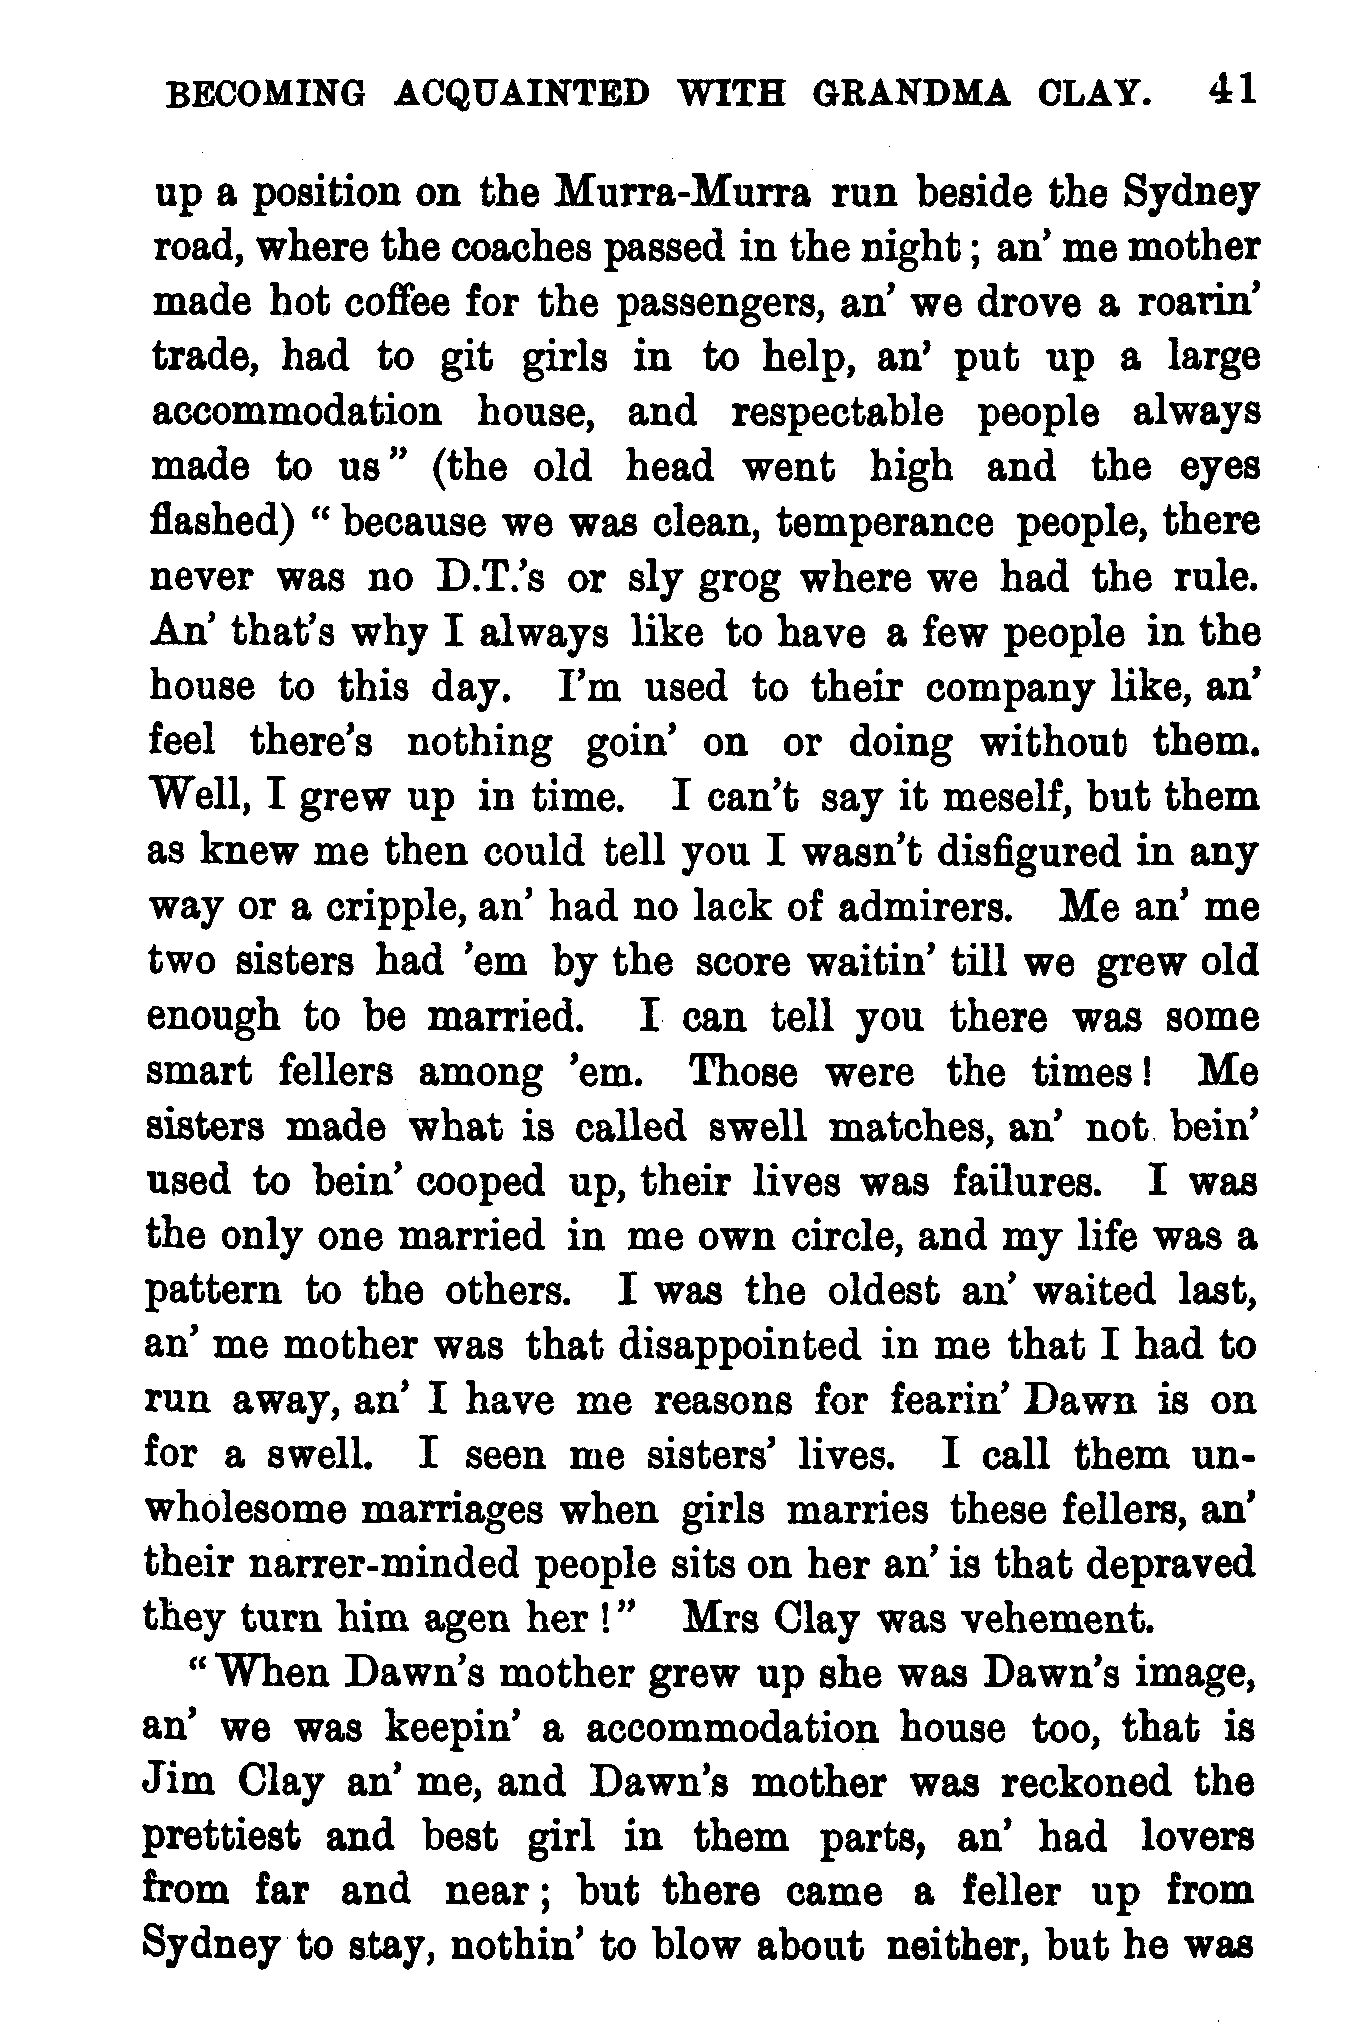 BECOMING ACQUAINTED WITH GRANDMA CLAY. 41
up a position on the Murra-Murra run beside the Sydney
road, where the coaches passed in the night; an' me mother
made hot coffee for the passengers, an' we drove a roarin'
trade, had to git girls in to help, an' put up a large
accommodation house, and respectable people always
made to us" (the old head went high and the eyes
flashed) "because we was clean, temperance people, there
never was no D.T.'s or sly grog where we had the rule.
An' that's why I always like to have a few people in the
house to this day. I'm used to their company like, an'
feel there's nothing goin' on or doing without them.
Well, I grew up in time. I can't say it meself, but them
as knew me then could tell you I wasn't disfigured in any
way or a cripple, an' had no lack of admirers. Me an' me
two sisters had 'em by the score waitin' till we grew old
enough to be married. I can tell you there was some
smart fellers among 'em. Those were the times! Me
sisters made what is called swell matches, an' not bein'
used to bein' cooped up, their lives was failures. I was
the only one married in me own circle, and my life was a
pattern to the others. I was the oldest an' waited last,
an' me mother was that disappointed in me that I had to
run away, an' I have me reasons for fearin' Dawn is on
for a swell. I seen me sisters' lives. I call them un-
wholesome marriages when girls marries these fellers, an'
their narrer-minded people sits on her an' is that depraved
they turn him agen her!" Mrs Clay was vehement.
"When Dawn's mother grew up she was Dawn's image,
an' we was keepin' a accommodation house too, that is
Jim Clay an' me, and Dawn's mother was reckoned the
prettiest and best girl in them parts, an' had lovers
from far and near; but there came a feller up from
Sydney to stay, nothin' to blow about neither, but he was